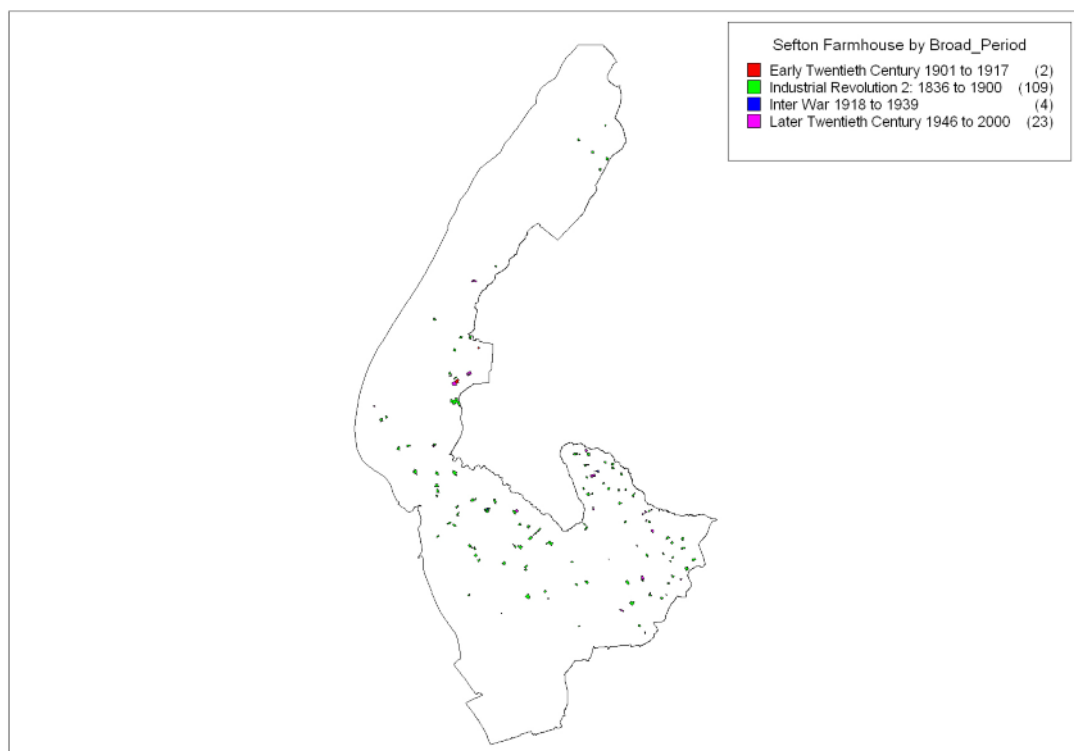 Sefton Farmhouse by Broad_Period
Early Twentieth Century 1901 to 1917 (2)
Industrial Revolution 2: 1836 to 1900 (109)
Inter War 1918 to 1939 (4)
Later Twentieth Century 1946 to 2000 (23)